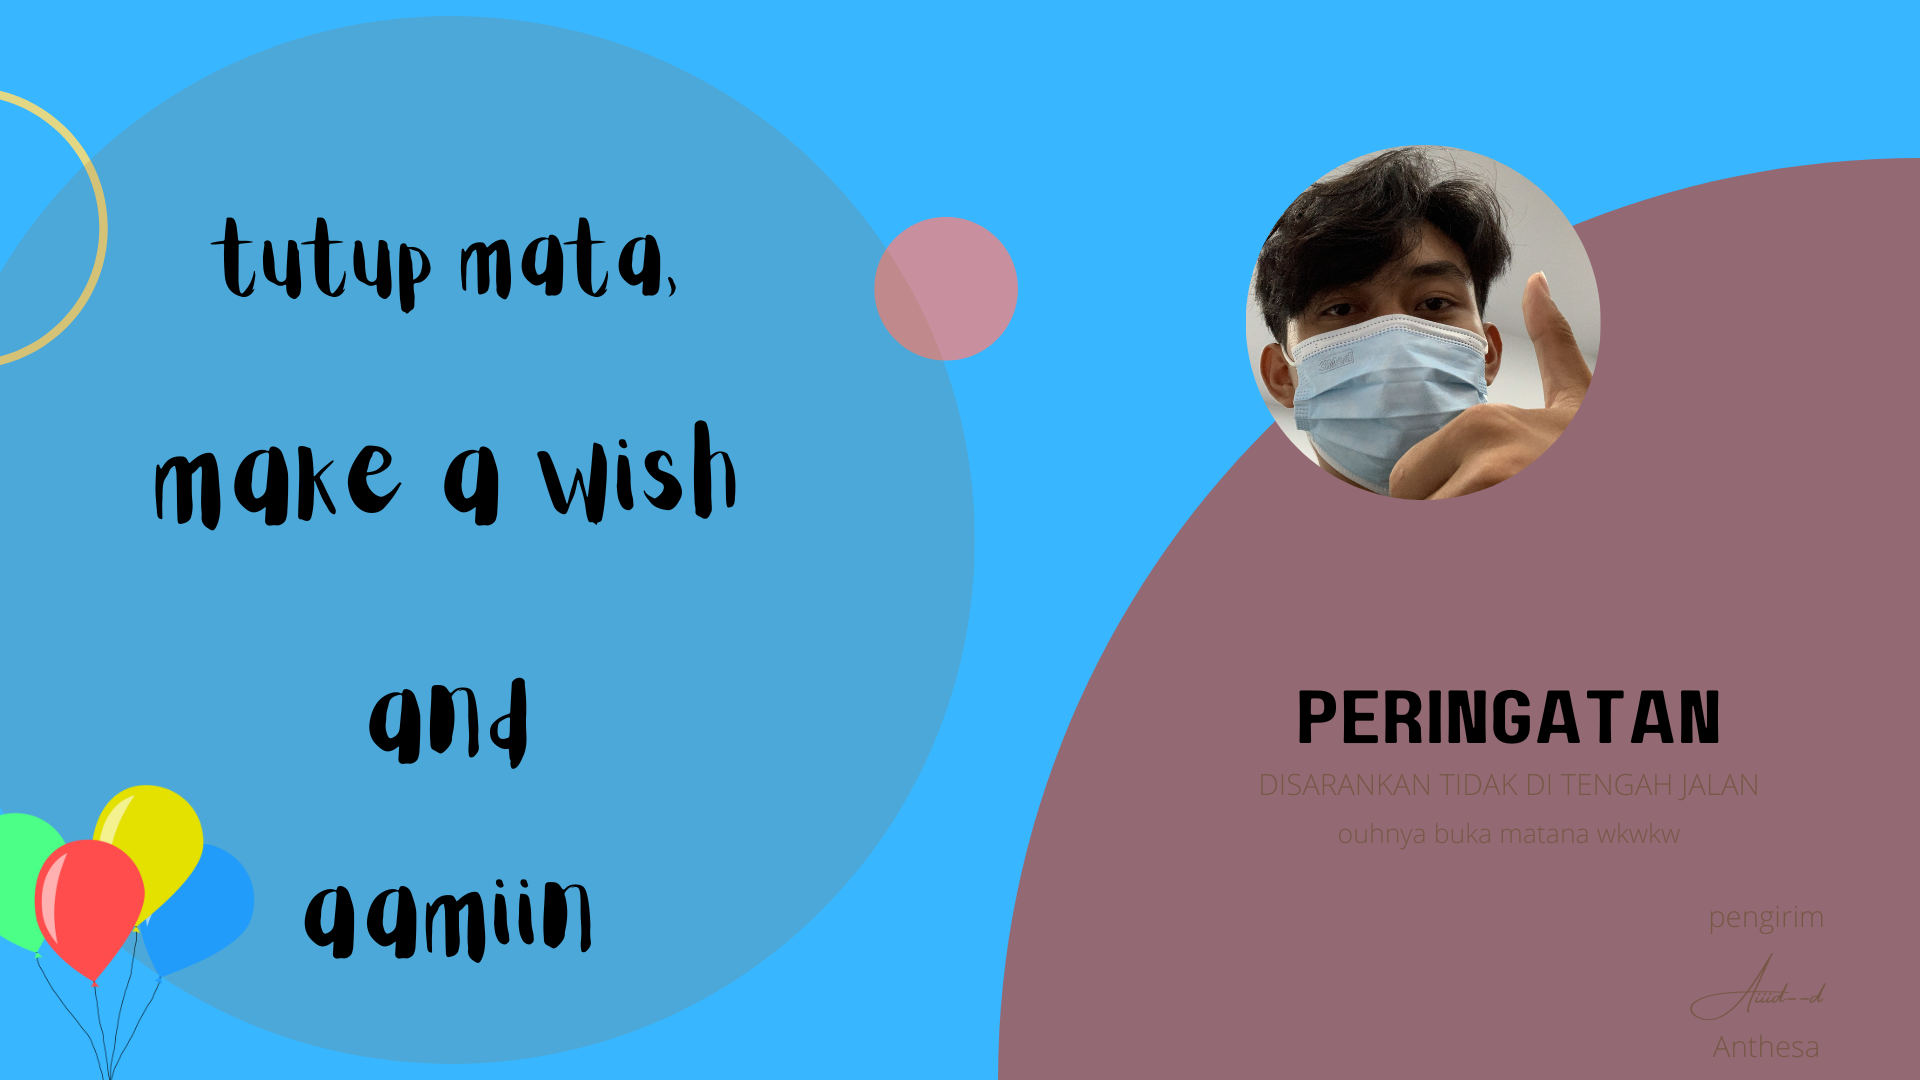 tutup mata,
make a wish
and
aamiin
PERINGATAN
DISARANKAN TIDAK DI TENGAH JALAN
ouhnya buka matana wkwkw
pengirim
Anthesa